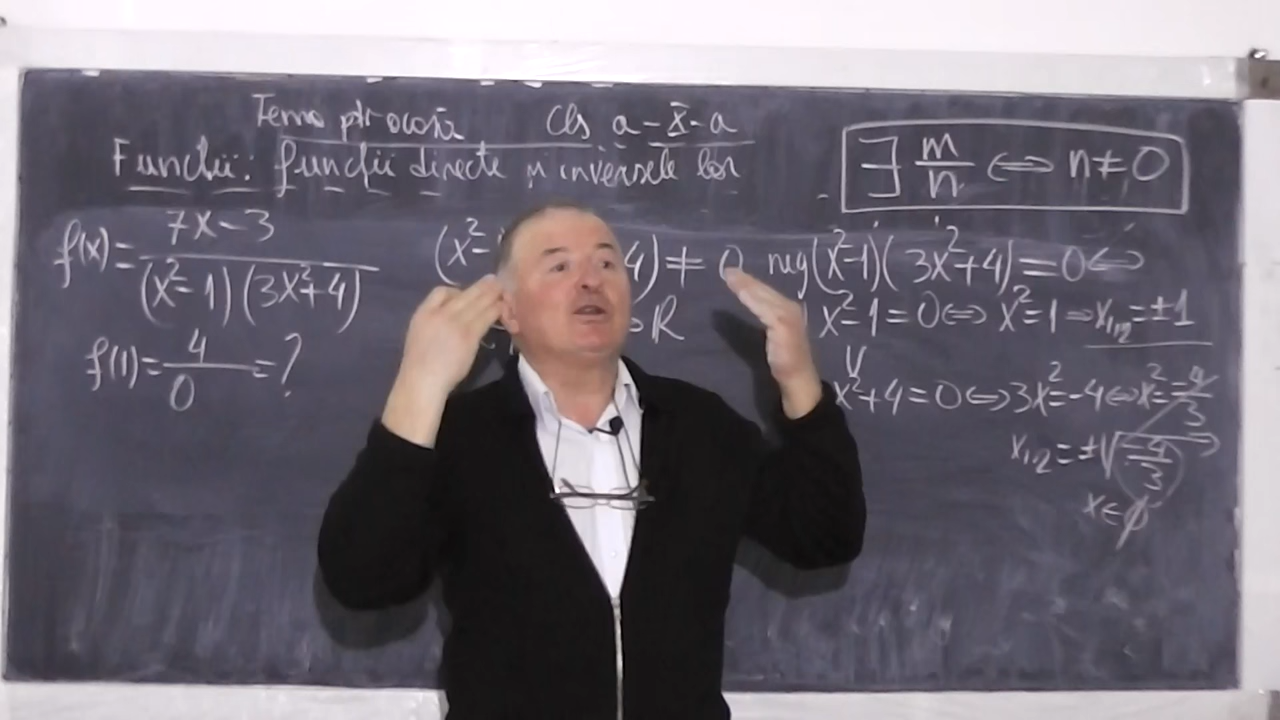 Tema provocată Cls a-X-a
Funcții: funcții directe și inversele lor
∃ m/n ⇔ n≠0
f(x)= (7x-3)/((x²-1)(3x²+4))
f(1)= 4/0 =?
(x² 4)≠0
R
neg(x²-1)(3x²+4)=0⇔
x²-1=0⇔x²=1⇒x₁,₂=±1
V
x²+4=0⇔3x²=-4⇔x²=-4/3
x₁,₂=±√(-4/3)
x∈∅